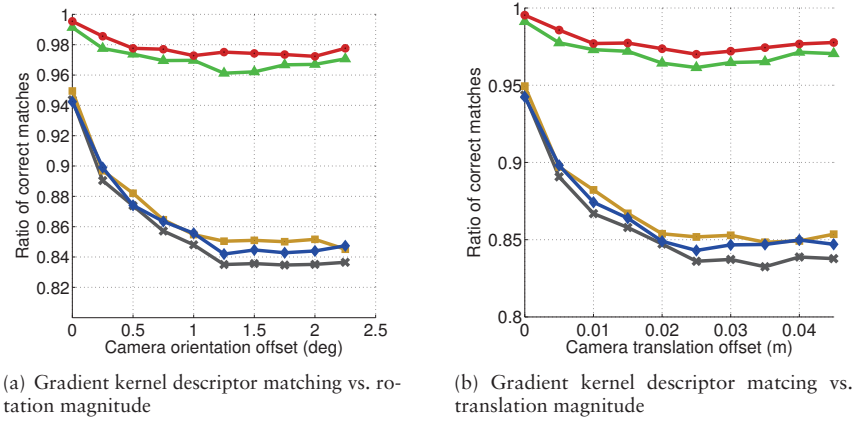 1
0.98
0.96
0.94
0.92
0.9
0.88
0.86
0.84
0.82
Ratio of correct matches
0 0.5 1 1.5 2 2.5
Camera orientation offset (deg)
(a) Gradient kernel descriptor matching vs. ro-
tation magnitude
1
0.95
0.9
0.85
0.8
Ratio of correct matches
0 0.01 0.02 0.03 0.04
Camera translation offset (m)
(b) Gradient kernel descriptor matcing vs.
translation magnitude